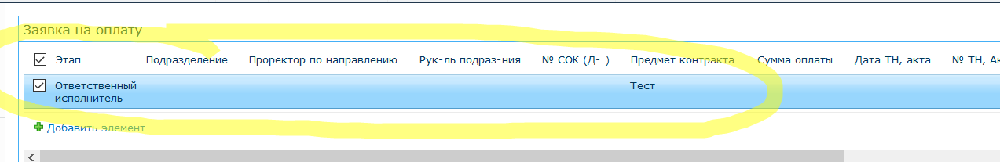 Заявка на оплату
Этап Подразделение Проректор по направлению Рук-ль подраз-ния № СОК (Д- ) Предмет контракта Сумма оплаты Дата ТН, акта № ТН, Ак
Ответственный Тест
исполнитель
Добавить элемент